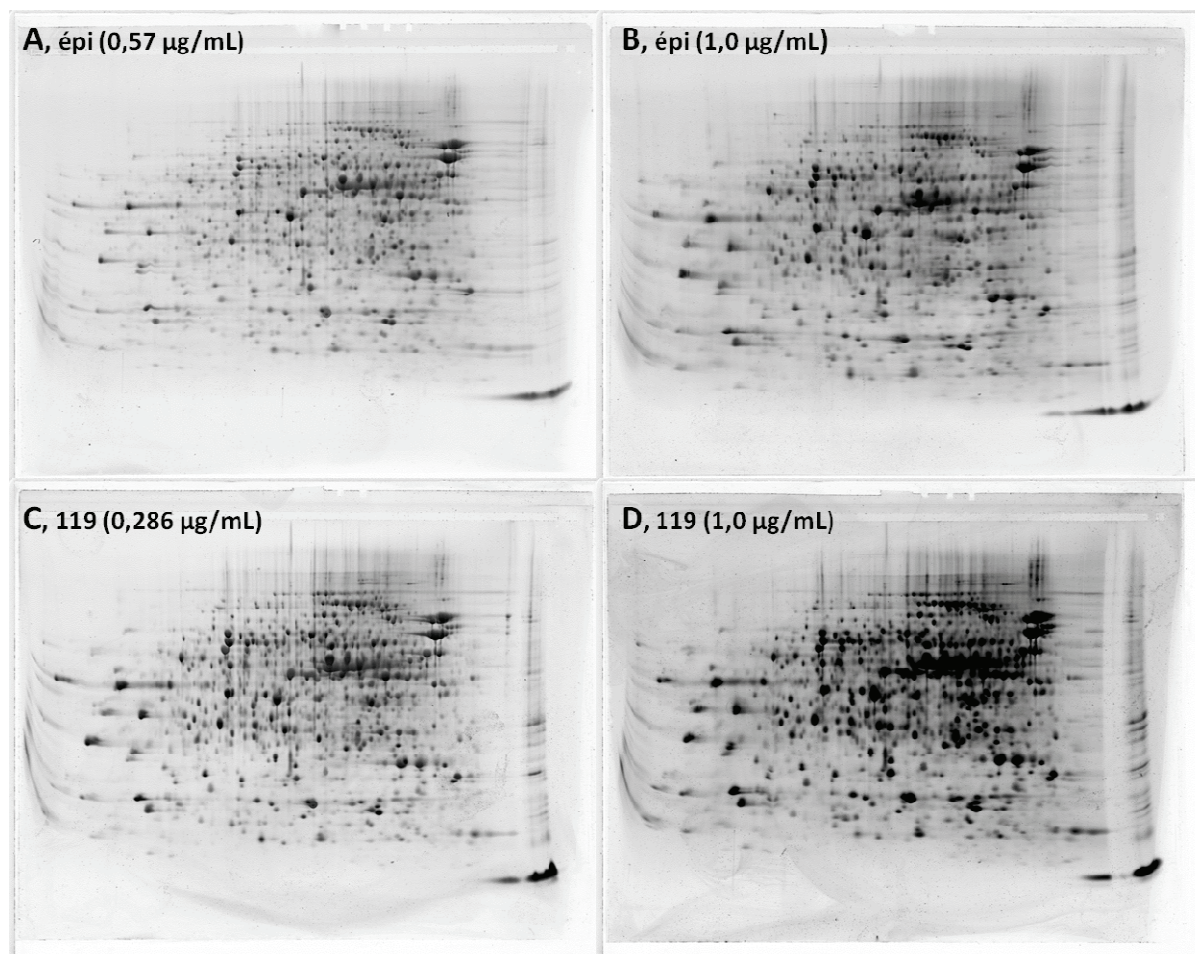 A, épi (0,57 µg/mL)
B, épi (1,0 µg/mL)
C, 119 (0,286 µg/mL)
D, 119 (1,0 µg/mL)